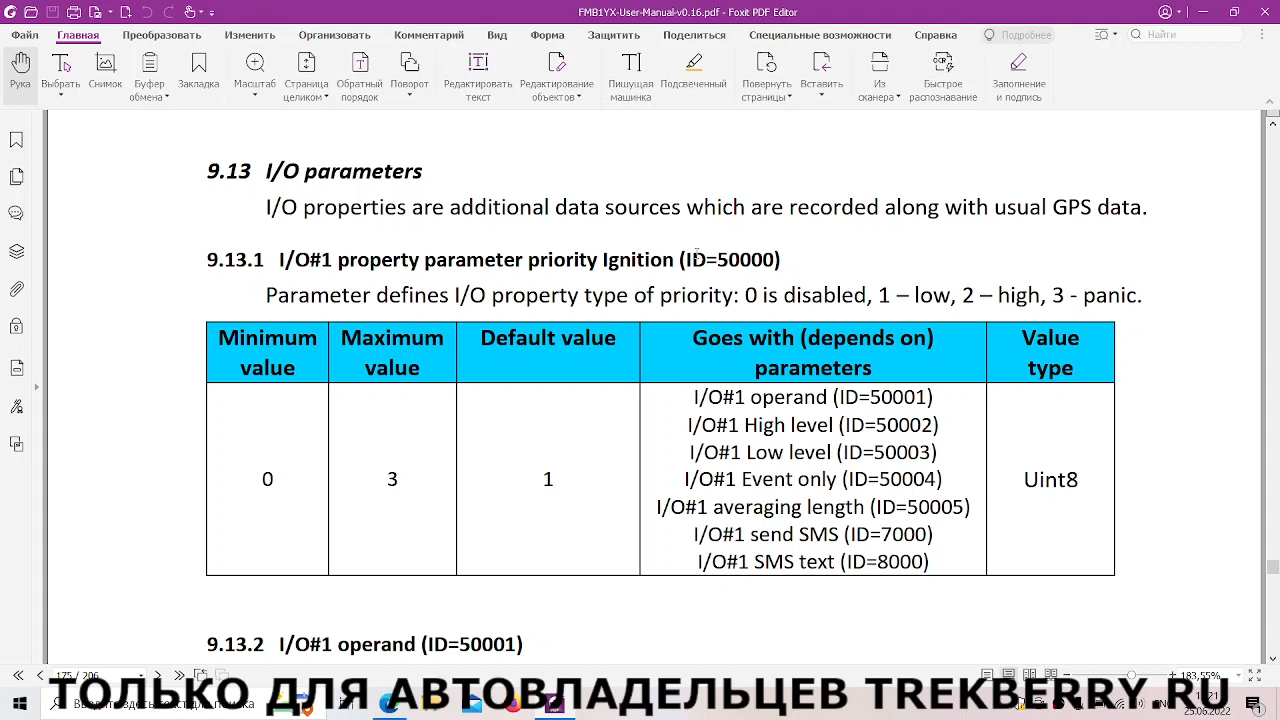 FMB1YX-User-Manual-v0.16.pdf - Foxit PDF Editor
Файл Главная Преобразовать Изменить Организовать Комментарий Вид Форма Защитить Поделиться Специальные возможности Справка Подробнее Найти
Рука Выбрать Снимок Буфер обмена Закладка Масштаб Страница целиком Обратный порядок Поворот Редактировать текст Редактирование объектов Пишущая машинка Подсвеченный Повернуть страницы Вставить Из сканера Быстрое распознавание Заполнение и подпись
9.13 I/O parameters
I/O properties are additional data sources which are recorded along with usual GPS data.
9.13.1 I/O#1 property parameter priority Ignition (ID=50000)
Parameter defines I/O property type of priority: 0 is disabled, 1 – low, 2 – high, 3 - panic.
Minimum value Maximum value Default value Goes with (depends on) parameters Value type
0 3 1
I/O#1 operand (ID=50001)
I/O#1 High level (ID=50002)
I/O#1 Low level (ID=50003)
I/O#1 Event only (ID=50004)
I/O#1 averaging length (ID=50005)
I/O#1 send SMS (ID=7000)
I/O#1 SMS text (ID=8000)
Uint8
9.13.2 I/O#1 operand (ID=50001)
175 / 206 183.55%
ТОЛЬКО ДЛЯ АВТОВЛАДЕЛЬЦЕВ TREKBERRY RU
25.06.2022